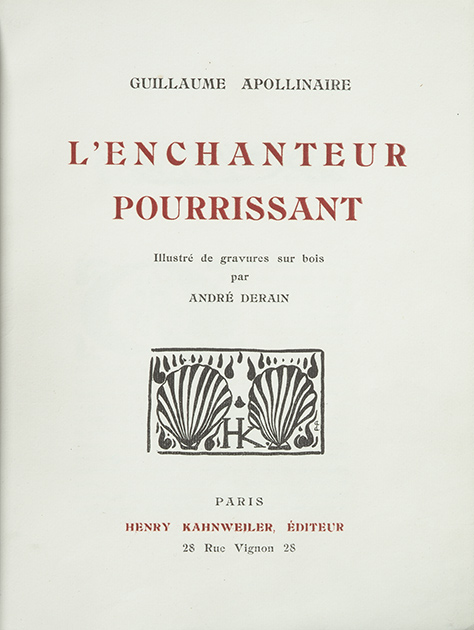 GUILLAUME APOLLINAIRE
L'ENCHANTEUR
POURRISSANT
Illustré de gravures sur bois
par
ANDRÉ DERAIN
HK
PARIS
HENRY KAHNWEILER, ÉDITEUR
28 Rue Vignon 28